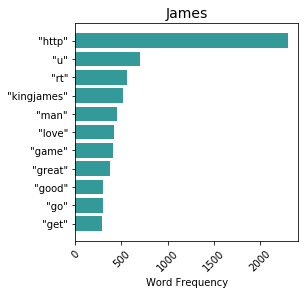 James
"http"
"u"
"rt"
"kingjames"
"man"
"love"
"game"
"great"
"good"
"go"
"get"
0
500
1000
1500
2000
Word Frequency